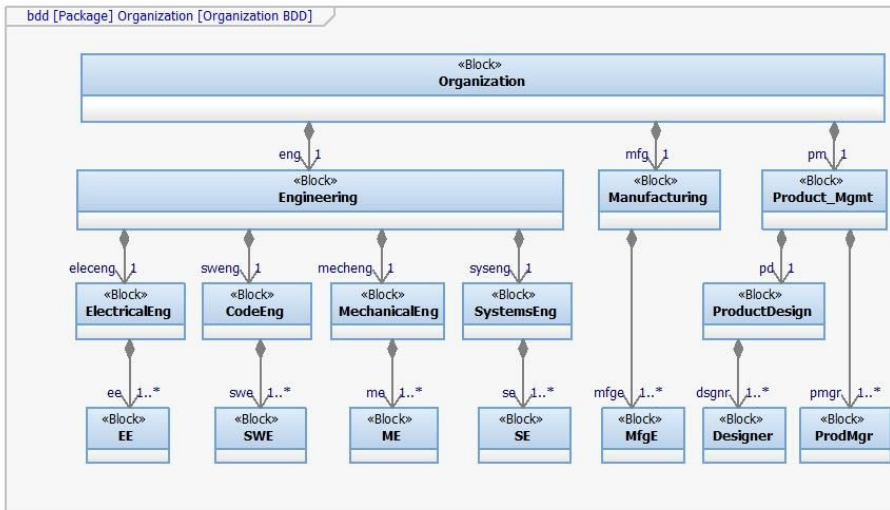 bdd [Package] Organization [Organization BDD]
«Block»
Organization
eng 1 mfg 1 pm 1
«Block» «Block» «Block»
Engineering Manufacturing Product_Mgmt
eleceng 1 sweng 1 mecheng 1 syseng 1 pd 1
«Block» «Block» «Block» «Block» «Block»
ElectricalEng CodeEng MechanicalEng SystemsEng ProductDesign
ee 1..* swe 1..* me 1..* se 1..* mfge 1..* dsgnr 1..* pmgr 1..*
«Block» «Block» «Block» «Block» «Block» «Block» «Block»
EE SWE ME SE MfgE Designer ProdMgr